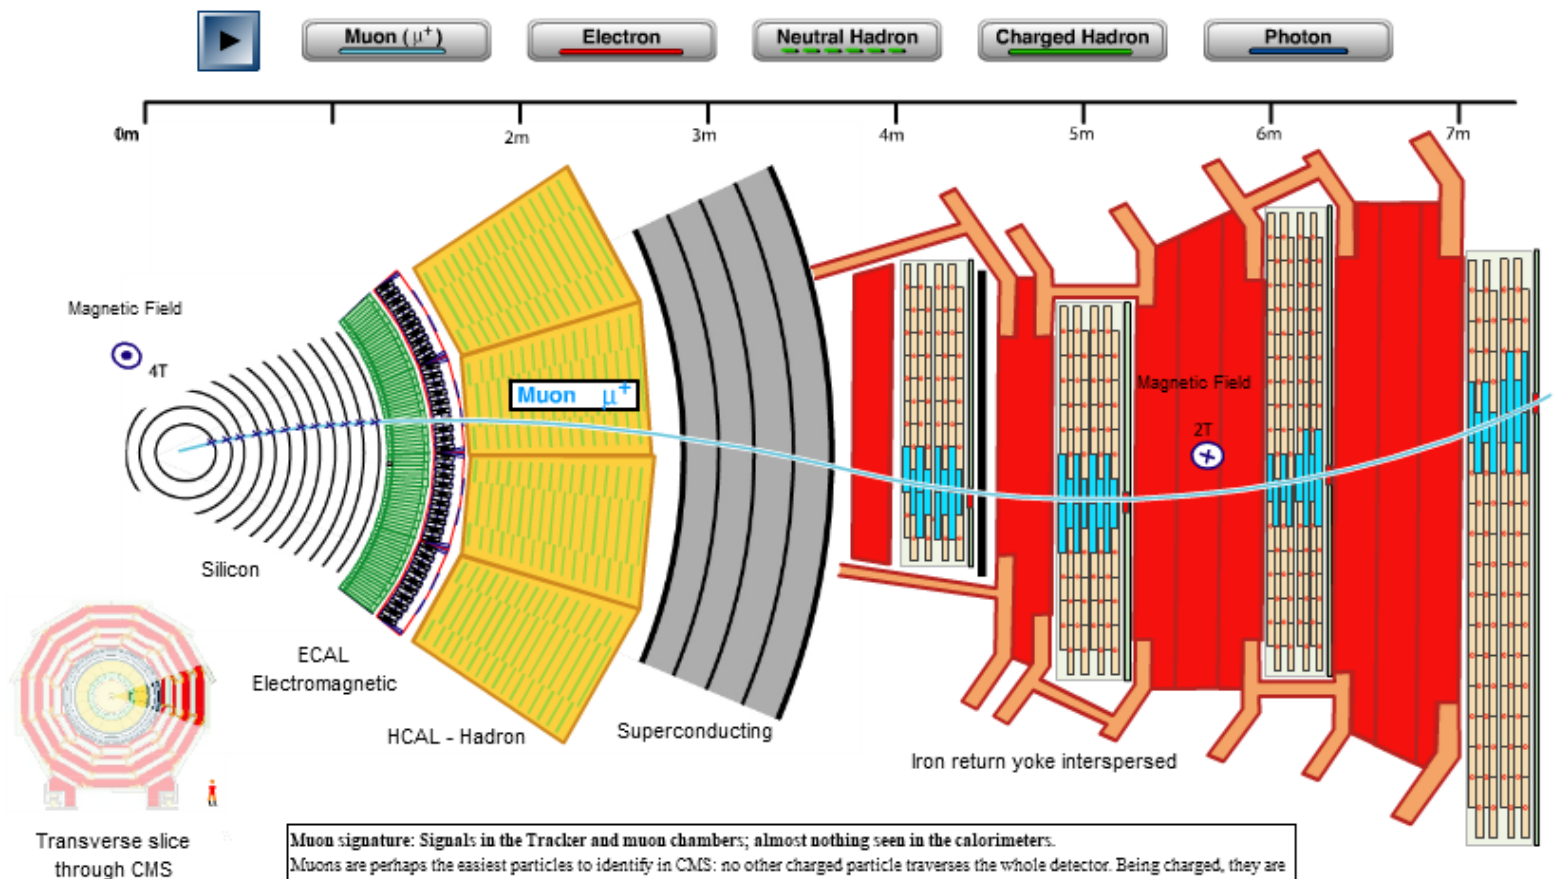 Muon (μ⁺)
Electron
Neutral Hadron
Charged Hadron
Photon
0m
2m
3m
4m
5m
6m
7m
Magnetic Field
4T
Muon μ⁺
Magnetic Field
2T
Silicon
ECAL
Electromagnetic
HCAL - Hadron
Superconducting
Iron return yoke interspersed
Transverse slice
through CMS
Muon signature: Signals in the Tracker and muon chambers; almost nothing seen in the calorimeters.
Muons are perhaps the easiest particles to identify in CMS: no other charged particle traverses the whole detector. Being charged, they are